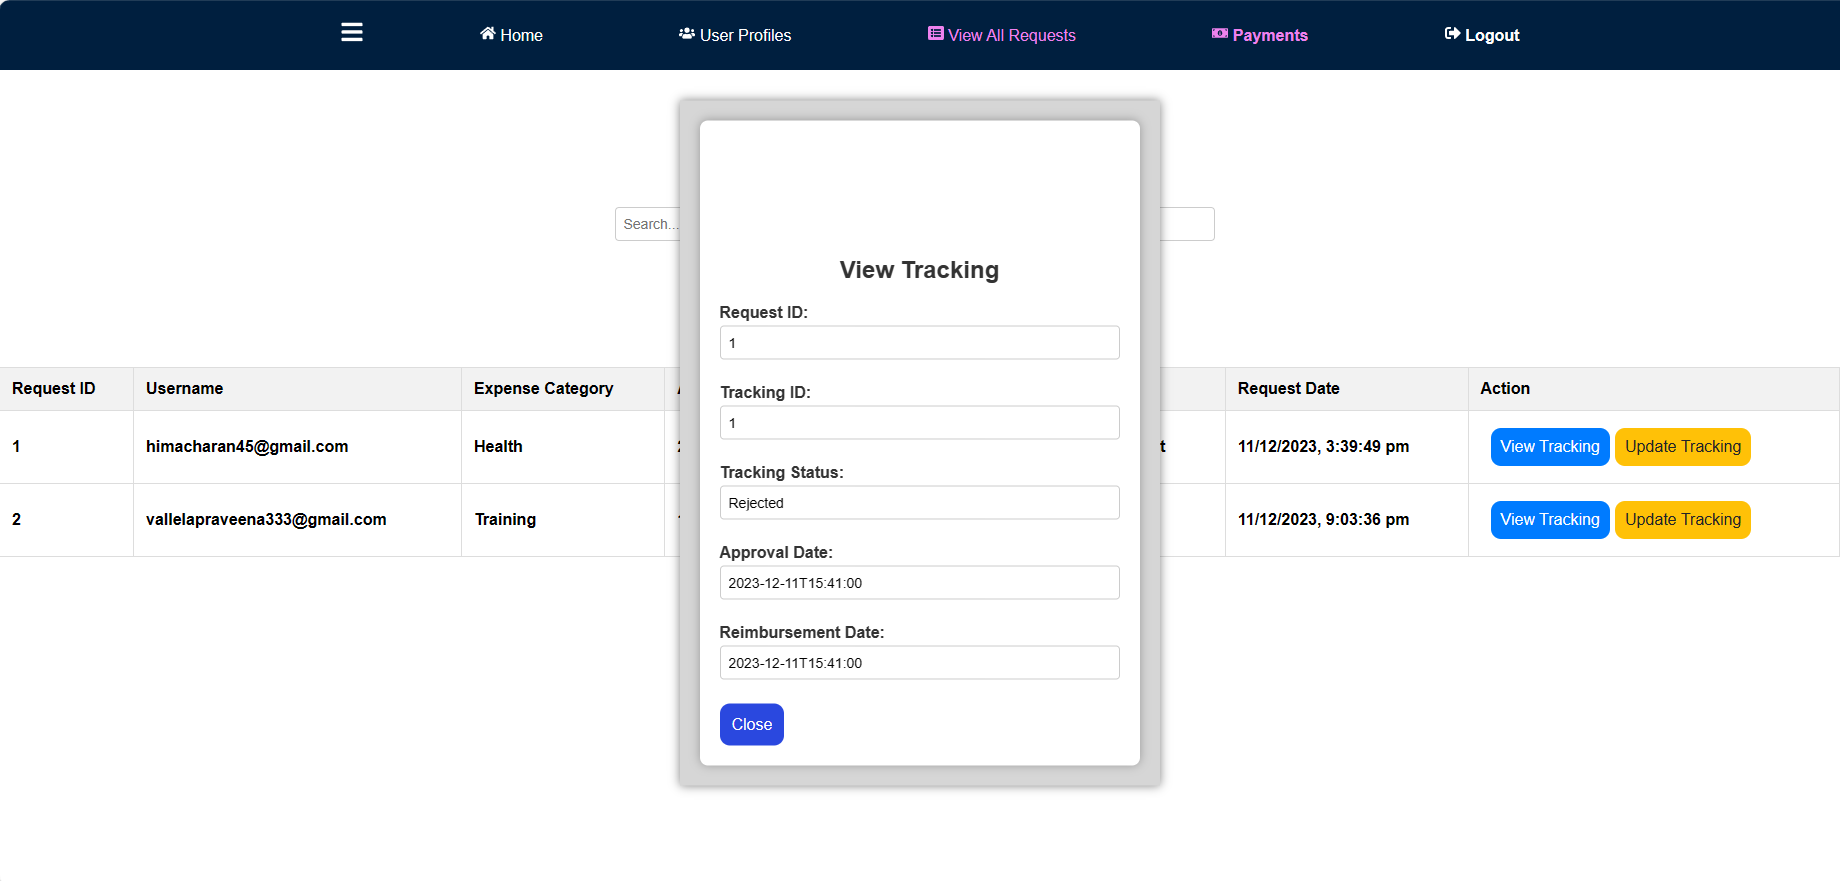 Home User Profiles View All Requests Payments Logout
Search...
View Tracking
Request ID:
1
Tracking ID:
1
Tracking Status:
Rejected
Approval Date:
2023-12-11T15:41:00
Reimbursement Date:
2023-12-11T15:41:00
Close
Request ID Username Expense Category Request Date Action
1 himacharan45@gmail.com Health t 11/12/2023, 3:39:49 pm View Tracking Update Tracking
2 vallelapraveena333@gmail.com Training 11/12/2023, 9:03:36 pm View Tracking Update Tracking